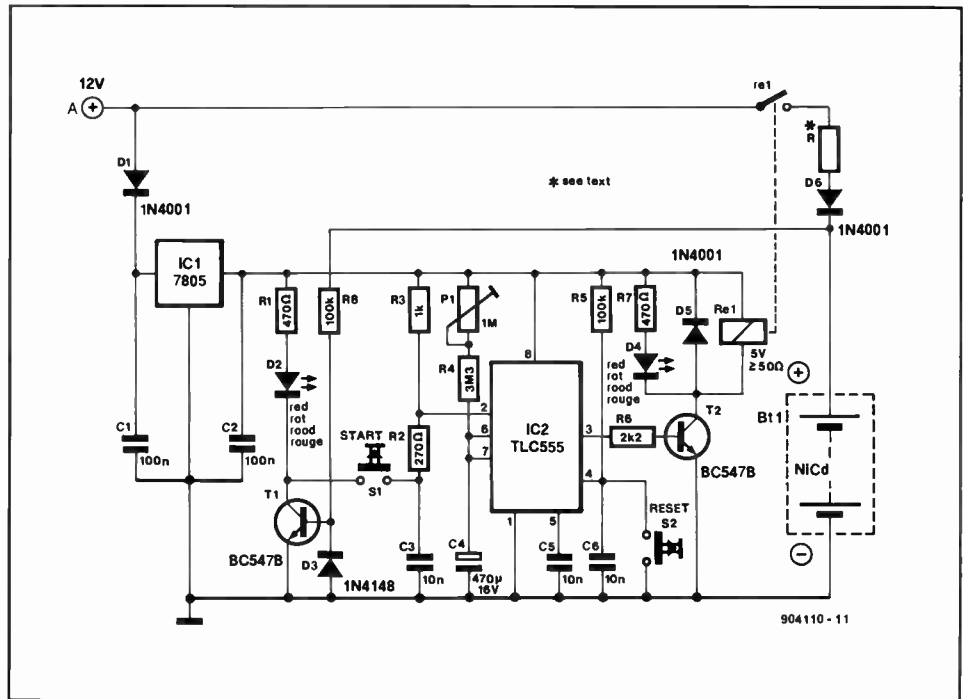 12V
A +
re1
* R
D6
1N4001
* see text
D1
1N4001
IC1
7805
R1
470Ω
R8
100k
R3
1k
P1
1M
R4
3M3
R5
100k
R7
470Ω
1N4001
D5
Re1
5V
≥50Ω
D2
red
rot
rood
rouge
D4
red
rot
rood
rouge
START
S1
R2
270Ω
8
2
6
7
IC2
TLC555
3
4
1
5
R6
2k2
T2
BC547B
+
Bt1
NiCd
−
C1
100n
C2
100n
T1
BC547B
D3
1N4148
C3
10n
C4
470µ
16V
C5
10n
C6
10n
RESET
S2
904110 - 11